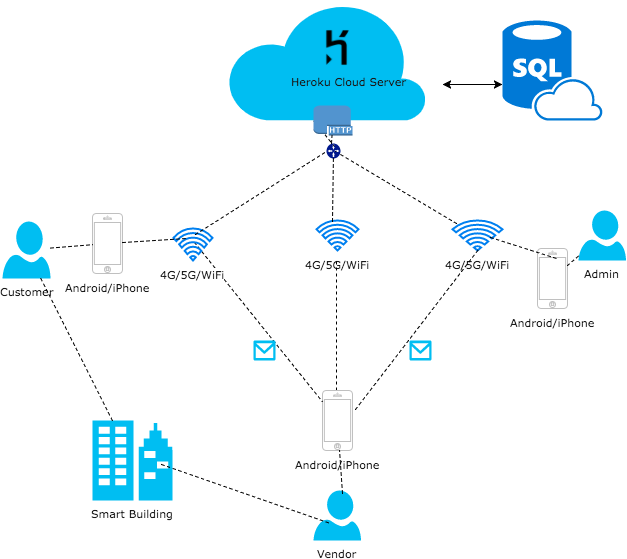 Heroku Cloud Server
SQL
HTTP
4G/5G/WiFi
4G/5G/WiFi
4G/5G/WiFi
Customer
Android/iPhone
Admin
Android/iPhone
Android/iPhone
Smart Building
Vendor